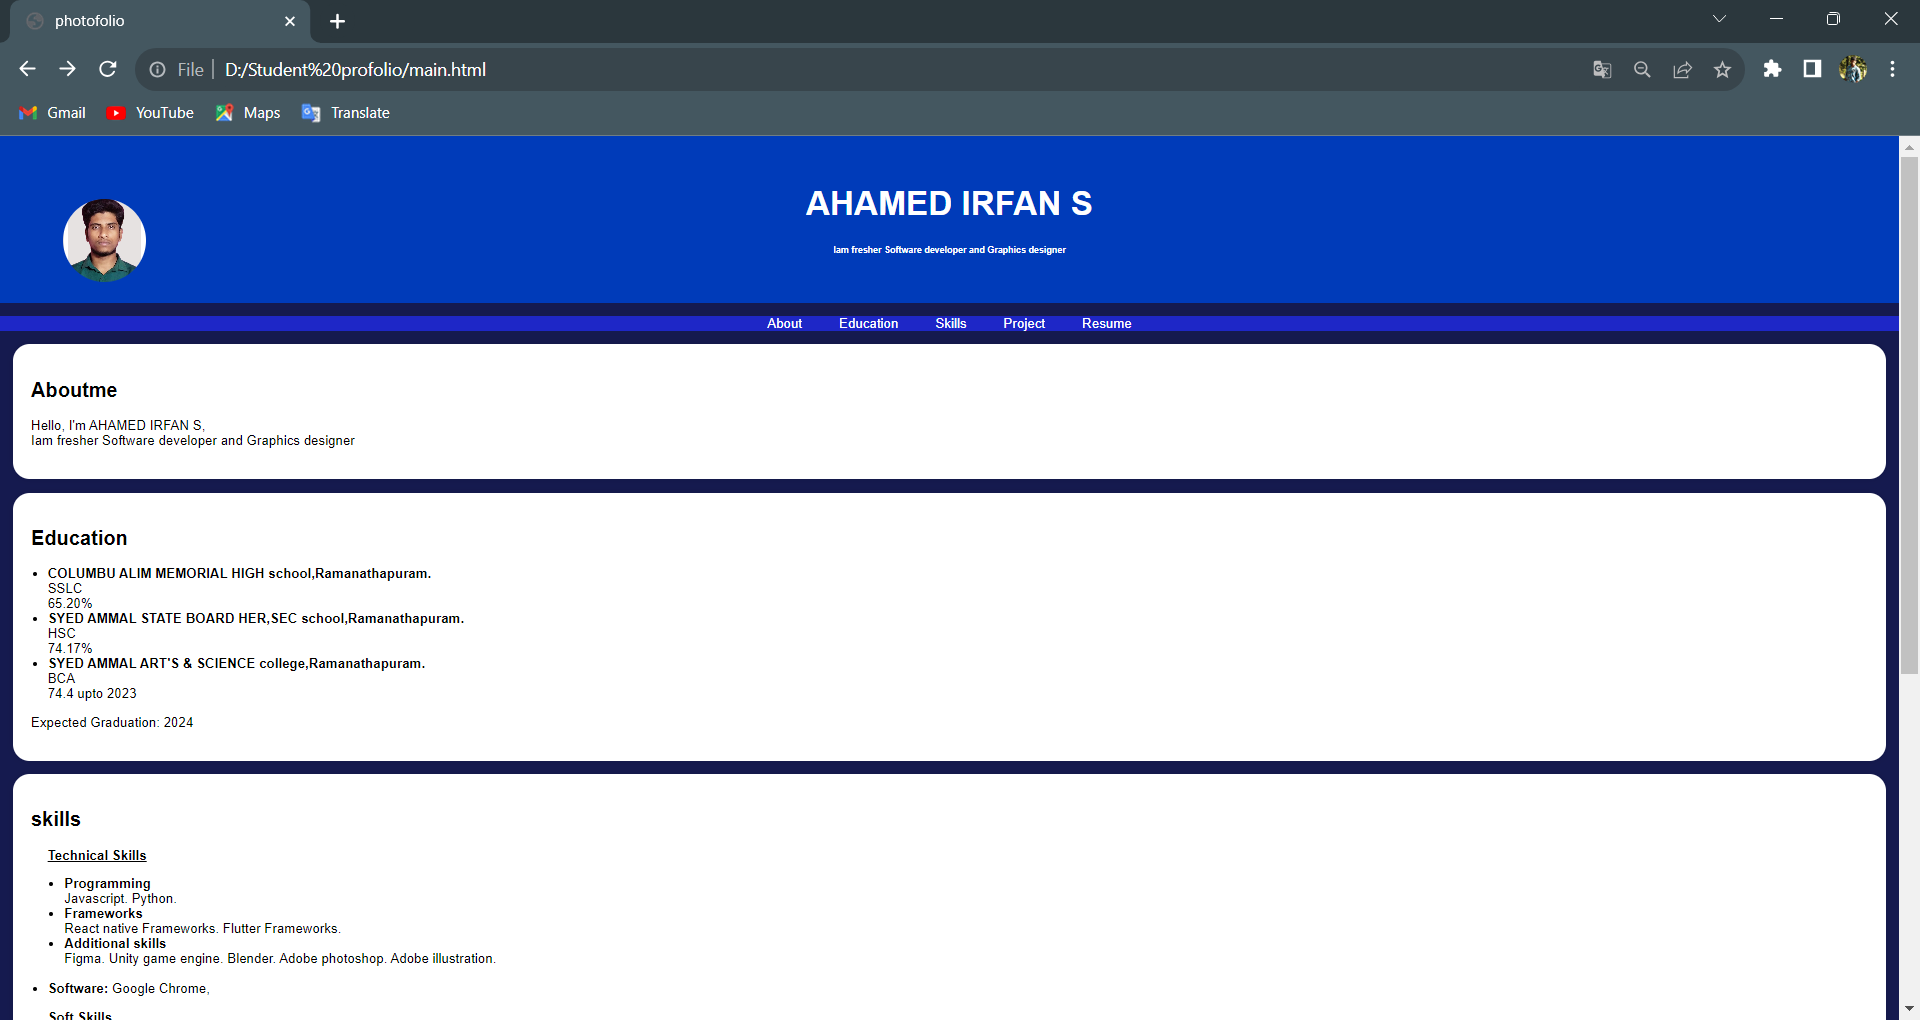 photofolio
File D:/Student%20profolio/main.html
Gmail YouTube Maps Translate
AHAMED IRFAN S
Iam fresher Software developer and Graphics designer
About Education Skills Project Resume
Aboutme
Hello, I'm AHAMED IRFAN S,
Iam fresher Software developer and Graphics designer
Education
• COLUMBU ALIM MEMORIAL HIGH school,Ramanathapuram.
SSLC
65.20%
• SYED AMMAL STATE BOARD HER,SEC school,Ramanathapuram.
HSC
74.17%
• SYED AMMAL ART'S & SCIENCE college,Ramanathapuram.
BCA
74.4 upto 2023
Expected Graduation: 2024
skills
Technical Skills
• Programming
Javascript. Python.
• Frameworks
React native Frameworks. Flutter Frameworks.
• Additional skills
Figma. Unity game engine. Blender. Adobe photoshop. Adobe illustration.
• Software: Google Chrome,
Soft Skills